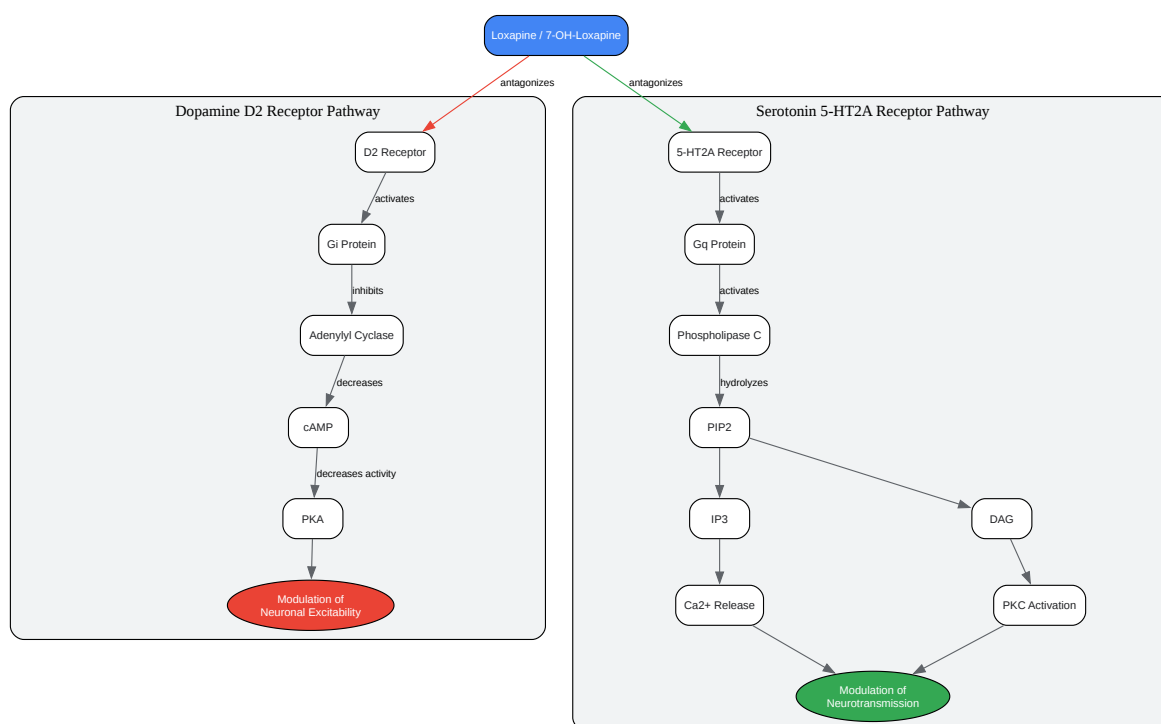 Loxapine / 7-OH-Loxapine
antagonizes
antagonizes
Dopamine D2 Receptor Pathway
D2 Receptor
activates
Gi Protein
inhibits
Adenylyl Cyclase
decreases
cAMP
decreases activity
PKA
Modulation of
Neuronal Excitability
Serotonin 5-HT2A Receptor Pathway
5-HT2A Receptor
activates
Gq Protein
activates
Phospholipase C
hydrolyzes
PIP2
IP3
DAG
Ca2+ Release
PKC Activation
Modulation of
Neurotransmission